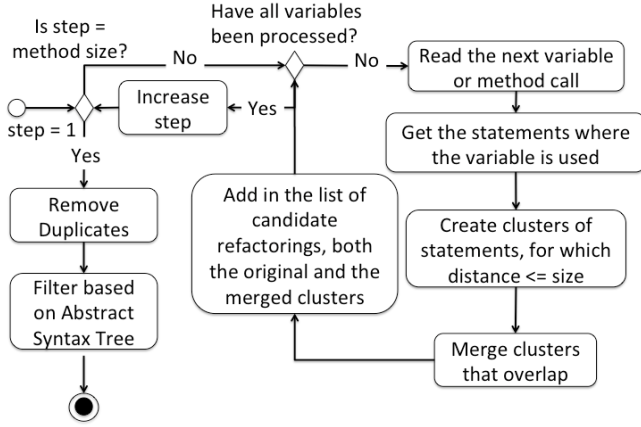 Is step =
method size?
Have all variables
been processed?
No
No
Read the next variable
or method call
Increase
step
Yes
step = 1
Yes
Get the statements where
the variable is used
Remove
Duplicates
Add in the list of
candidate
refactorings, both
the original and the
merged clusters
Create clusters of
statements, for which
distance <= size
Filter based
on Abstract
Syntax Tree
Merge clusters
that overlap